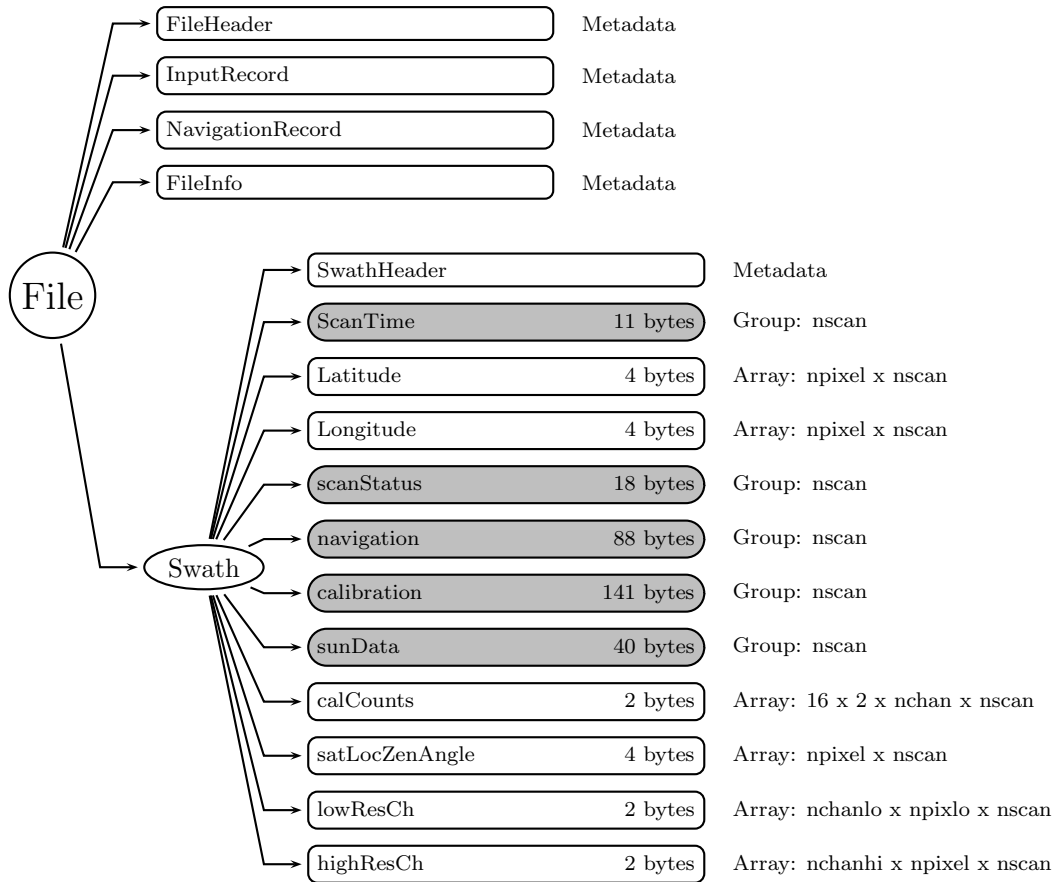 FileHeader Metadata
InputRecord Metadata
NavigationRecord Metadata
FileInfo Metadata
File
SwathHeader Metadata
ScanTime 11 bytes Group: nscan
Latitude 4 bytes Array: npixel x nscan
Longitude 4 bytes Array: npixel x nscan
scanStatus 18 bytes Group: nscan
navigation 88 bytes Group: nscan
Swath
calibration 141 bytes Group: nscan
sunData 40 bytes Group: nscan
calCounts 2 bytes Array: 16 x 2 x nchan x nscan
satLocZenAngle 4 bytes Array: npixel x nscan
lowResCh 2 bytes Array: nchanlo x npixlo x nscan
highResCh 2 bytes Array: nchanhi x npixel x nscan